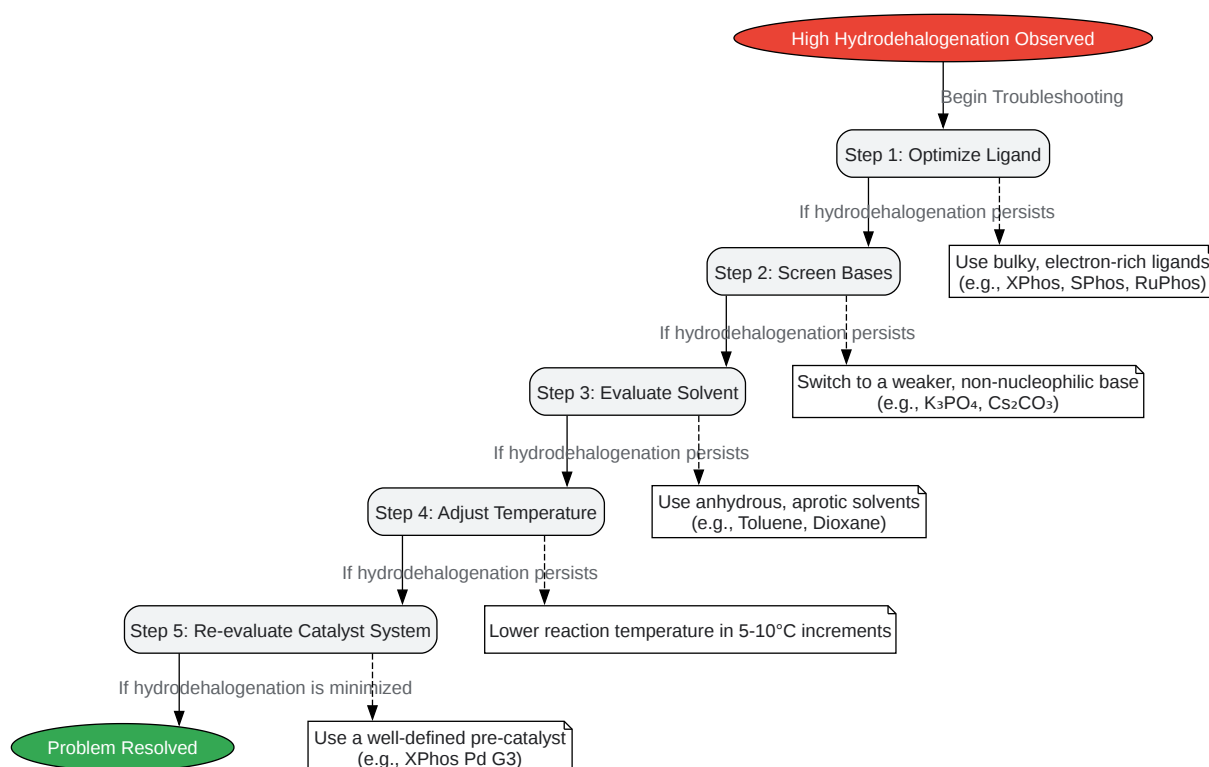 High Hydrodehalogenation Observed
Begin Troubleshooting
Step 1: Optimize Ligand
If hydrodehalogenation persists
Use bulky, electron-rich ligands
(e.g., XPhos, SPhos, RuPhos)
Step 2: Screen Bases
If hydrodehalogenation persists
Switch to a weaker, non-nucleophilic base
(e.g., K₃PO₄, Cs₂CO₃)
Step 3: Evaluate Solvent
If hydrodehalogenation persists
Use anhydrous, aprotic solvents
(e.g., Toluene, Dioxane)
Step 4: Adjust Temperature
If hydrodehalogenation persists
Lower reaction temperature in 5-10°C increments
Step 5: Re-evaluate Catalyst System
If hydrodehalogenation is minimized
Use a well-defined pre-catalyst
(e.g., XPhos Pd G3)
Problem Resolved